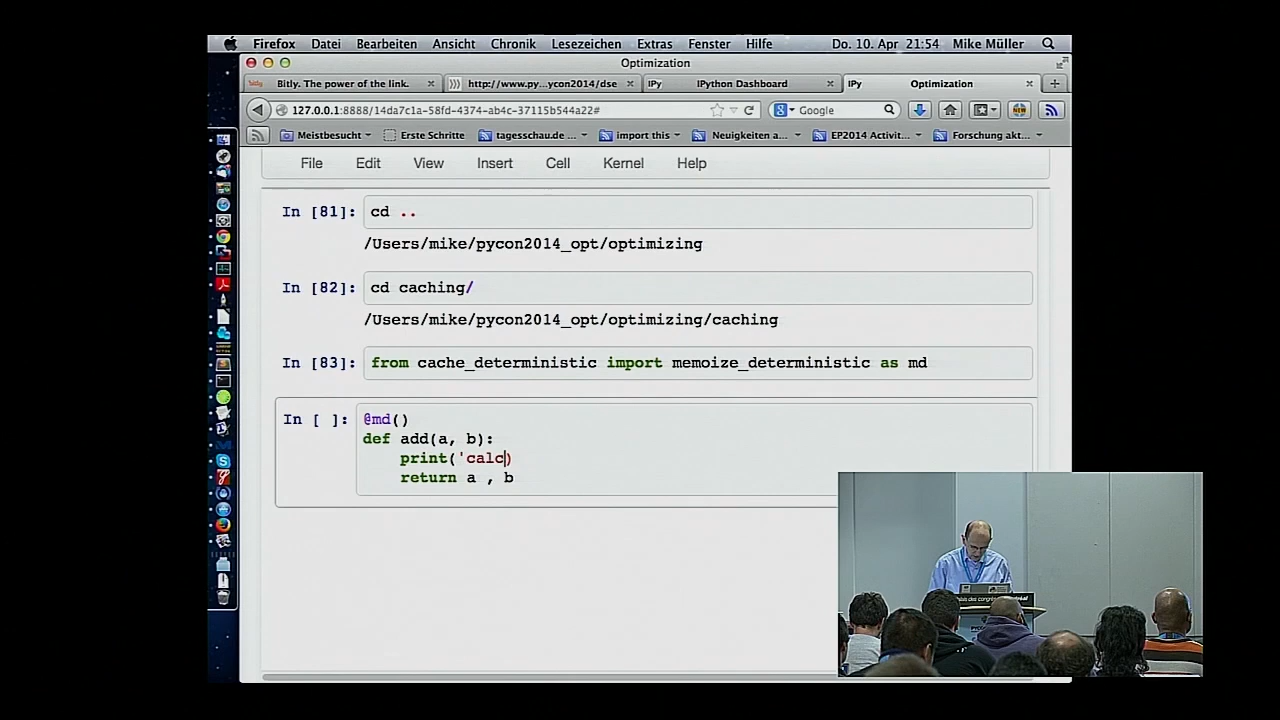 Firefox Datei Bearbeiten Ansicht Chronik Lesezeichen Extras Fenster Hilfe Do. 10. Apr 21:54 Mike Müller
Optimization
Bitly. The power of the link. × http://www.py...ycon2014/dse × IPy IPython Dashboard × IPy Optimization ×
127.0.0.1:8888/14da7c1a-58fd-4374-ab4c-37115b544a22# Google
Meistbesucht Erste Schritte tagesschau.de ... import this Neuigkeiten a... EP2014 Activit... Forschung akt...
File Edit View Insert Cell Kernel Help
In [81]: cd ..
/Users/mike/pycon2014_opt/optimizing
In [82]: cd caching/
/Users/mike/pycon2014_opt/optimizing/caching
In [83]: from cache_deterministic import memoize_deterministic as md
In [ ]: @md()
def add(a, b):
print('calc)
return a , b